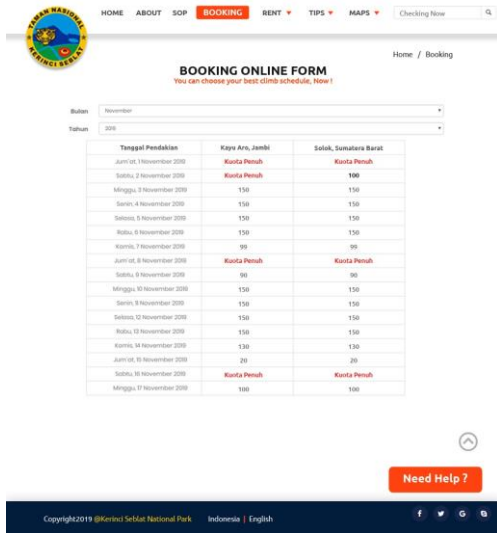 TAMAN NASIONAL
KERINCI SEBLAT
HOME ABOUT SOP BOOKING RENT TIPS MAPS Checking Now
Home / Booking
BOOKING ONLINE FORM
You can choose your best climb schedule, Now !
Bulan November
Tahun 2019
Tanggal Pendakian Kayu Aro, Jambi Solok, Sumatera Barat
Jum'at, 1 November 2019 Kuota Penuh Kuota Penuh
Sabtu, 2 November 2019 Kuota Penuh 100
Minggu, 3 November 2019 150 150
Senin, 4 November 2019 150 150
Selasa, 5 November 2019 150 150
Rabu, 6 November 2019 150 150
Kamis, 7 November 2019 99 99
Jum'at, 8 November 2019 Kuota Penuh Kuota Penuh
Sabtu, 9 November 2019 90 90
Minggu, 10 November 2019 150 150
Senin, 11 November 2019 150 150
Selasa, 12 November 2019 150 150
Rabu, 13 November 2019 150 150
Kamis, 14 November 2019 130 130
Jum'at, 15 November 2019 20 20
Sabtu, 16 November 2019 Kuota Penuh Kuota Penuh
Minggu, 17 November 2019 100 100
Need Help ?
Copyright2019 @Kerinci Seblat National Park Indonesia | English